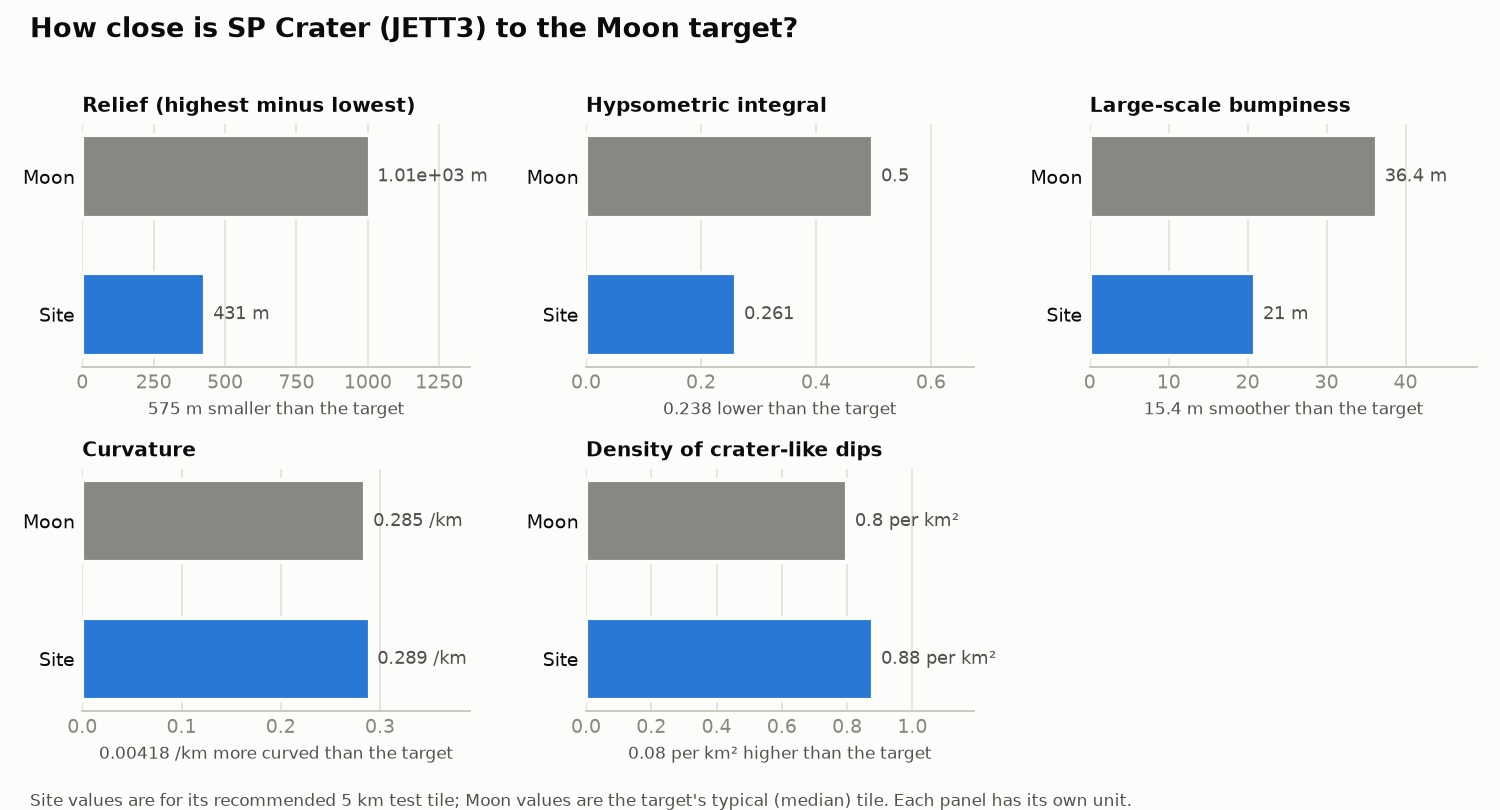 How close is SP Crater (JETT3) to the Moon target?
Relief (highest minus lowest)
Moon
1.01e+03 m
Site
431 m
0 250 500 750 1000 1250
575 m smaller than the target
Hypsometric integral
Moon
0.5
Site
0.261
0.0 0.2 0.4 0.6
0.238 lower than the target
Large-scale bumpiness
Moon
36.4 m
Site
21 m
0 10 20 30 40
15.4 m smoother than the target
Curvature
Moon
0.285 /km
Site
0.289 /km
0.0 0.1 0.2 0.3
0.00418 /km more curved than the target
Density of crater-like dips
Moon
0.8 per km²
Site
0.88 per km²
0.0 0.2 0.4 0.6 0.8 1.0
0.08 per km² higher than the target
Site values are for its recommended 5 km test tile; Moon values are the target's typical (median) tile. Each panel has its own unit.